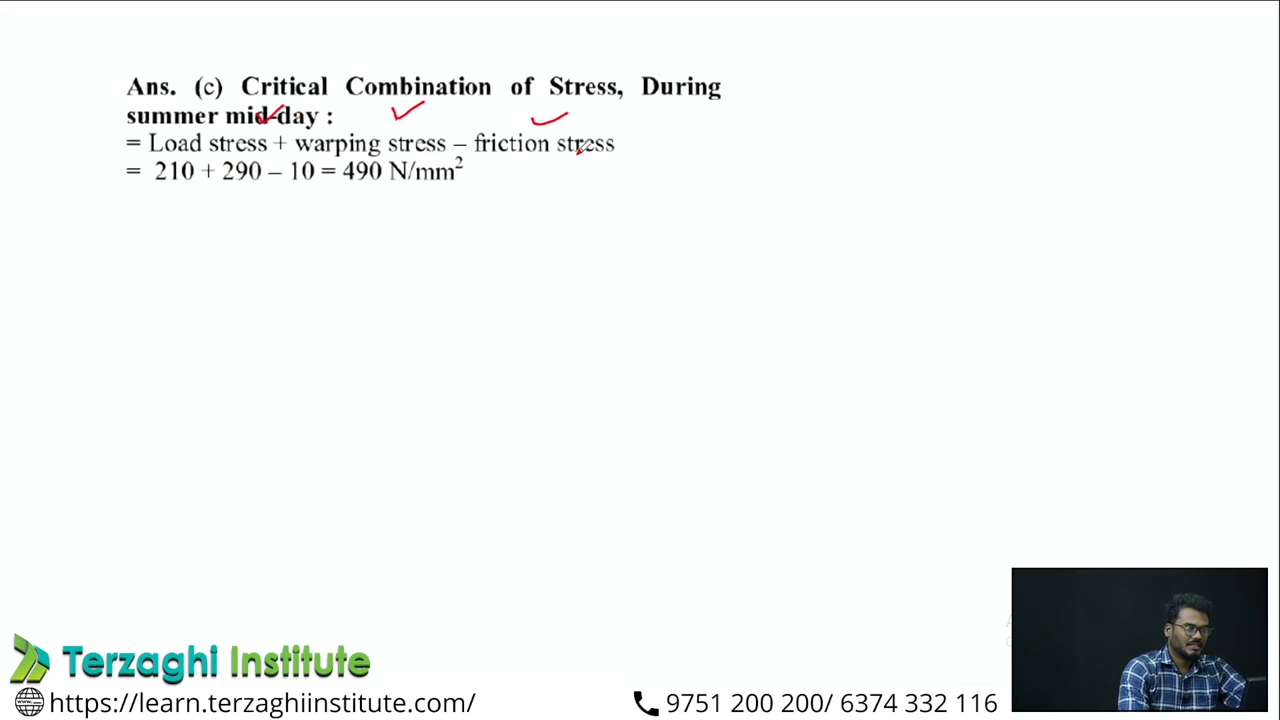 Ans. (c) Critical Combination of Stress, During
summer mid-day :
= Load stress + warping stress – friction stress
= 210 + 290 – 10 = 490 N/mm²
Terzaghi Institute
https://learn.terzaghiinstitute.com/
9751 200 200/ 6374 332 116